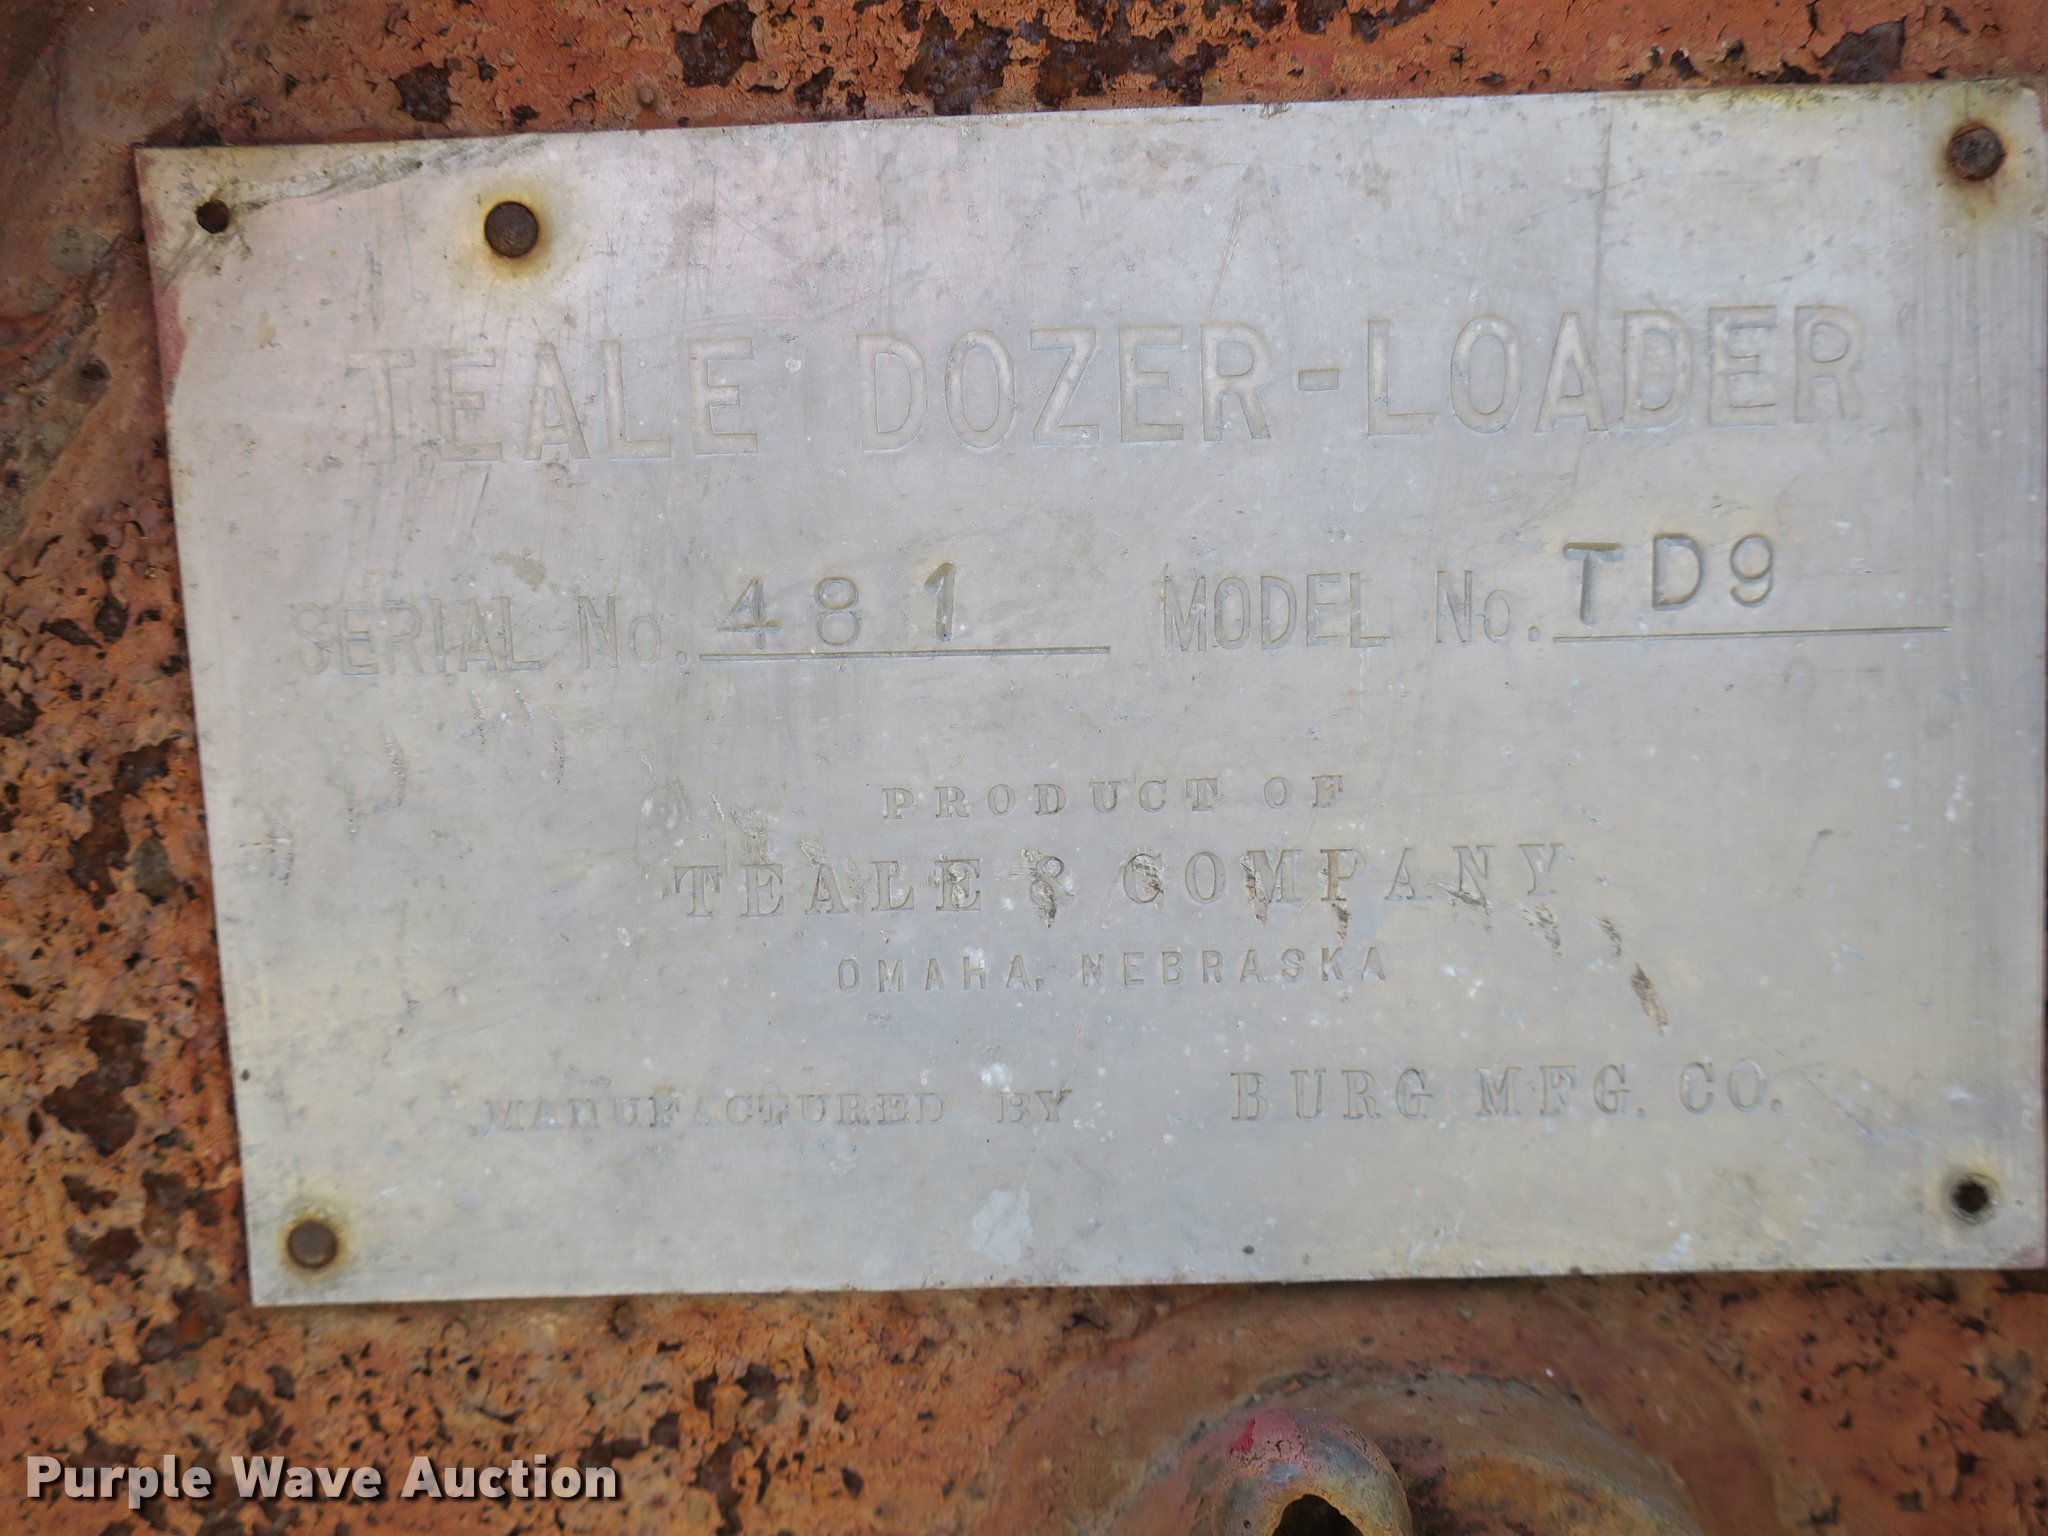 TEALE DOZER-LOADER
SERIAL No. 481 MODEL No. TD9
PRODUCT OF
TEALE & COMPANY
OMAHA, NEBRASKA
MANUFACTURED BY BURG MFG. CO.
Purple Wave Auction